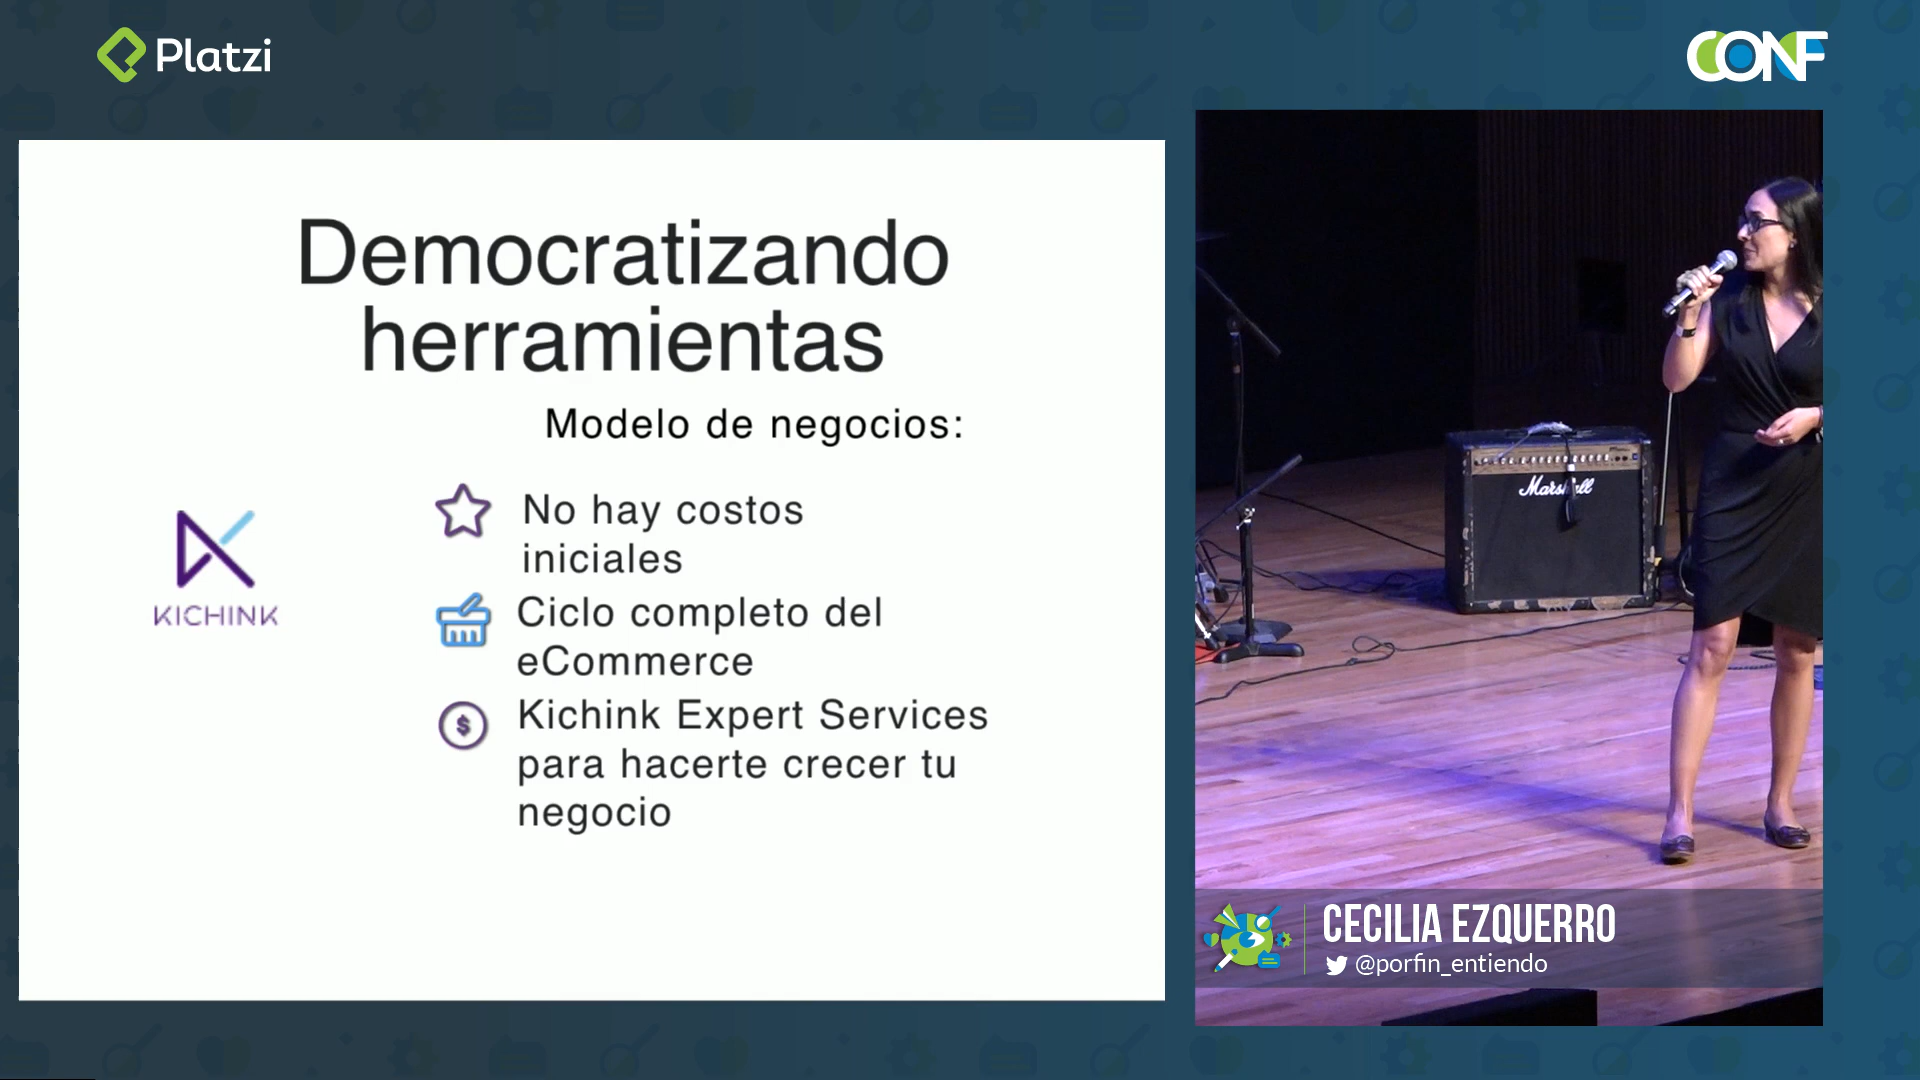 Platzi
CONF
Democratizando
herramientas
Modelo de negocios:
No hay costos
iniciales
Ciclo completo del
eCommerce
Kichink Expert Services
para hacerte crecer tu
negocio
KICHINK
$
Marshall
CECILIA EZQUERRO
@porfin_entiendo